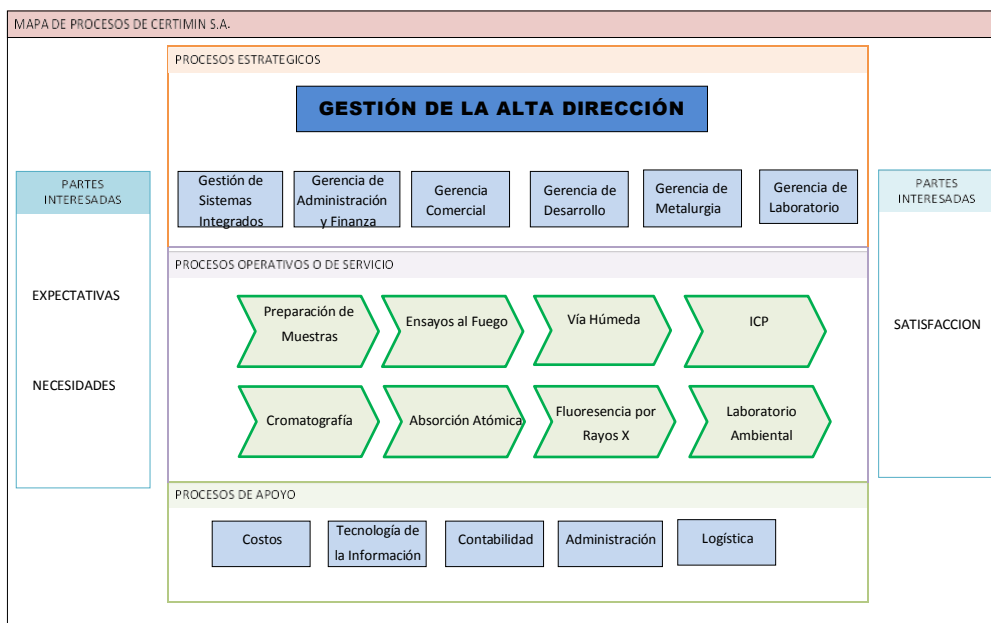 MAPA DE PROCESOS DE CERTIMIN S.A.
PROCESOS ESTRATEGICOS
GESTIÓN DE LA ALTA DIRECCIÓN
PARTES
INTERESADAS
EXPECTATIVAS
NECESIDADES
Gestión de
Sistemas
Integrados
Gerencia de
Administración
y Finanza
Gerencia
Comercial
Gerencia de
Desarrollo
Gerencia de
Metalurgia
Gerencia de
Laboratorio
PROCESOS OPERATIVOS O DE SERVICIO
Preparación de
Muestras
Ensayos al Fuego
Vía Húmeda
ICP
Cromatografía
Absorción Atómica
Fluoresencia por
Rayos X
Laboratorio
Ambiental
PARTES
INTERESADAS
SATISFACCION
PROCESOS DE APOYO
Costos
Tecnología de
la Información
Contabilidad
Administración
Logística